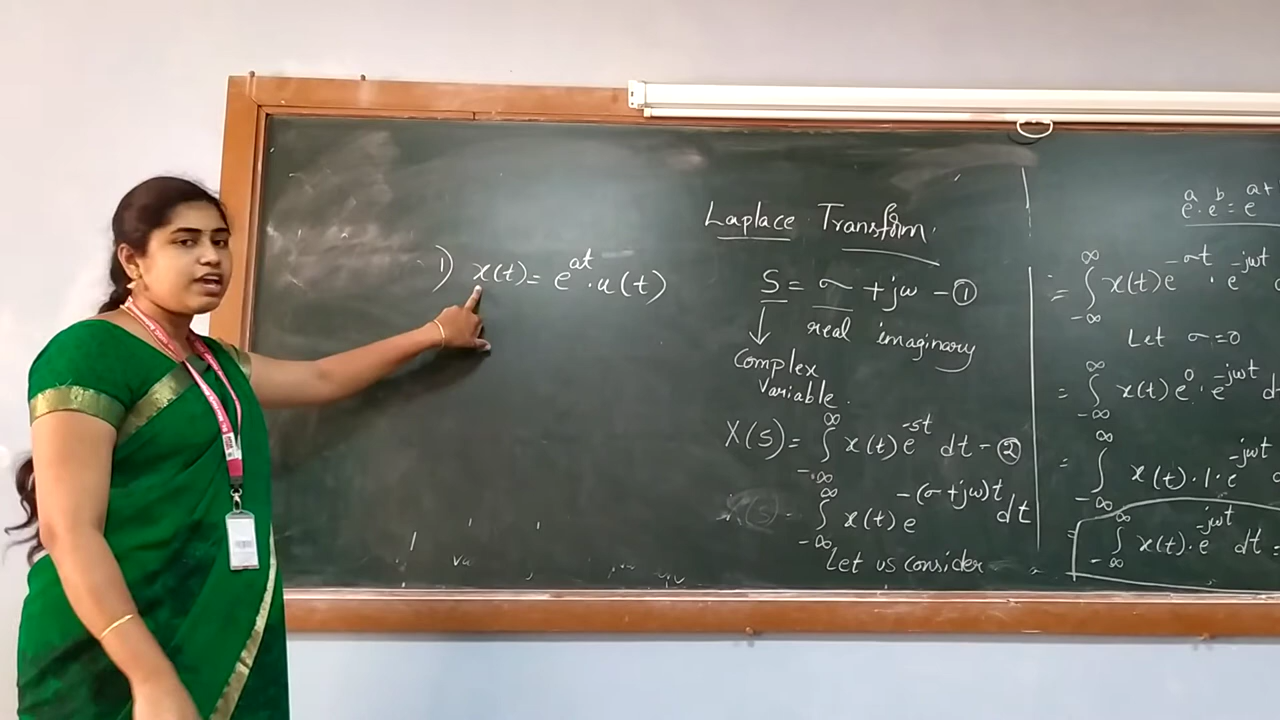 1) x(t) = e^at . u(t)
Laplace Transform.
S = σ + jω - ①
real imaginary
Complex
variable.
X(s) = ∫_-∞^∞ x(t) e^-st dt - ②
X(s) = ∫_-∞^∞ x(t) e^-(σ + jω)t dt
Let us consider
e^a . e^b = e^a+
= ∫_-∞^∞ x(t) e^-σt . e^-jωt
Let σ = 0
= ∫_-∞^∞ x(t) e^0 . e^-jωt d
= ∫_-∞^∞ x(t) . 1 . e^-jωt
= ∫_-∞^∞ x(t) . e^-jωt dt =